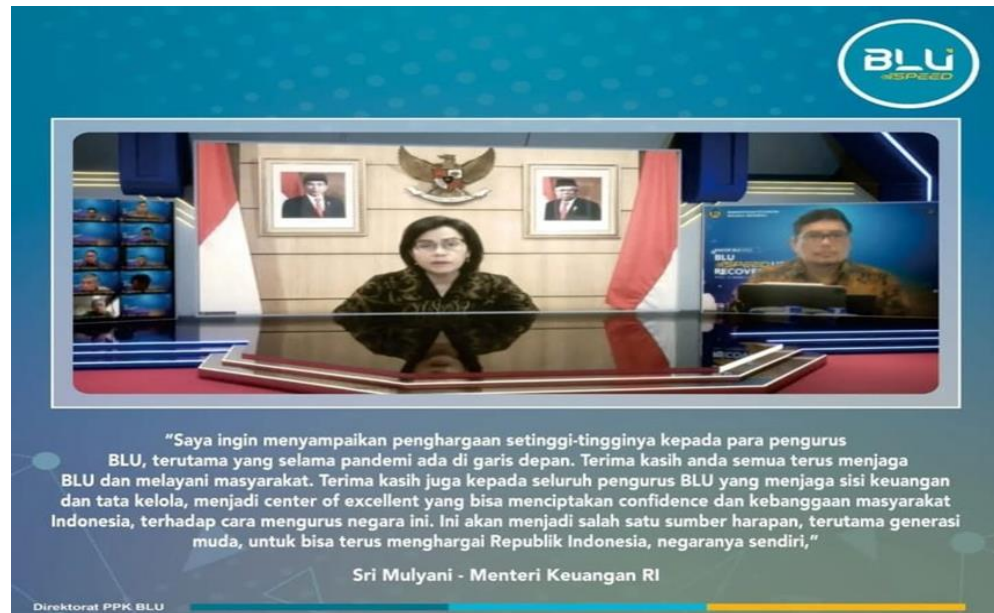 BLU
SPEED
BLU
SPEED
RECOVE
"Saya ingin menyampaikan penghargaan setinggi-tingginya kepada para pengurus
BLU, terutama yang selama pandemi ada di garis depan. Terima kasih anda semua terus menjaga
BLU dan melayani masyarakat. Terima kasih juga kepada seluruh pengurus BLU yang menjaga sisi keuangan
dan tata kelola, menjadi center of excellent yang bisa menciptakan confidence dan kebanggaan masyarakat
Indonesia, terhadap cara mengurus negara ini. Ini akan menjadi salah satu sumber harapan, terutama generasi
muda, untuk bisa terus menghargai Republik Indonesia, negaranya sendiri,"
Sri Mulyani - Menteri Keuangan RI
Direktorat PPK BLU